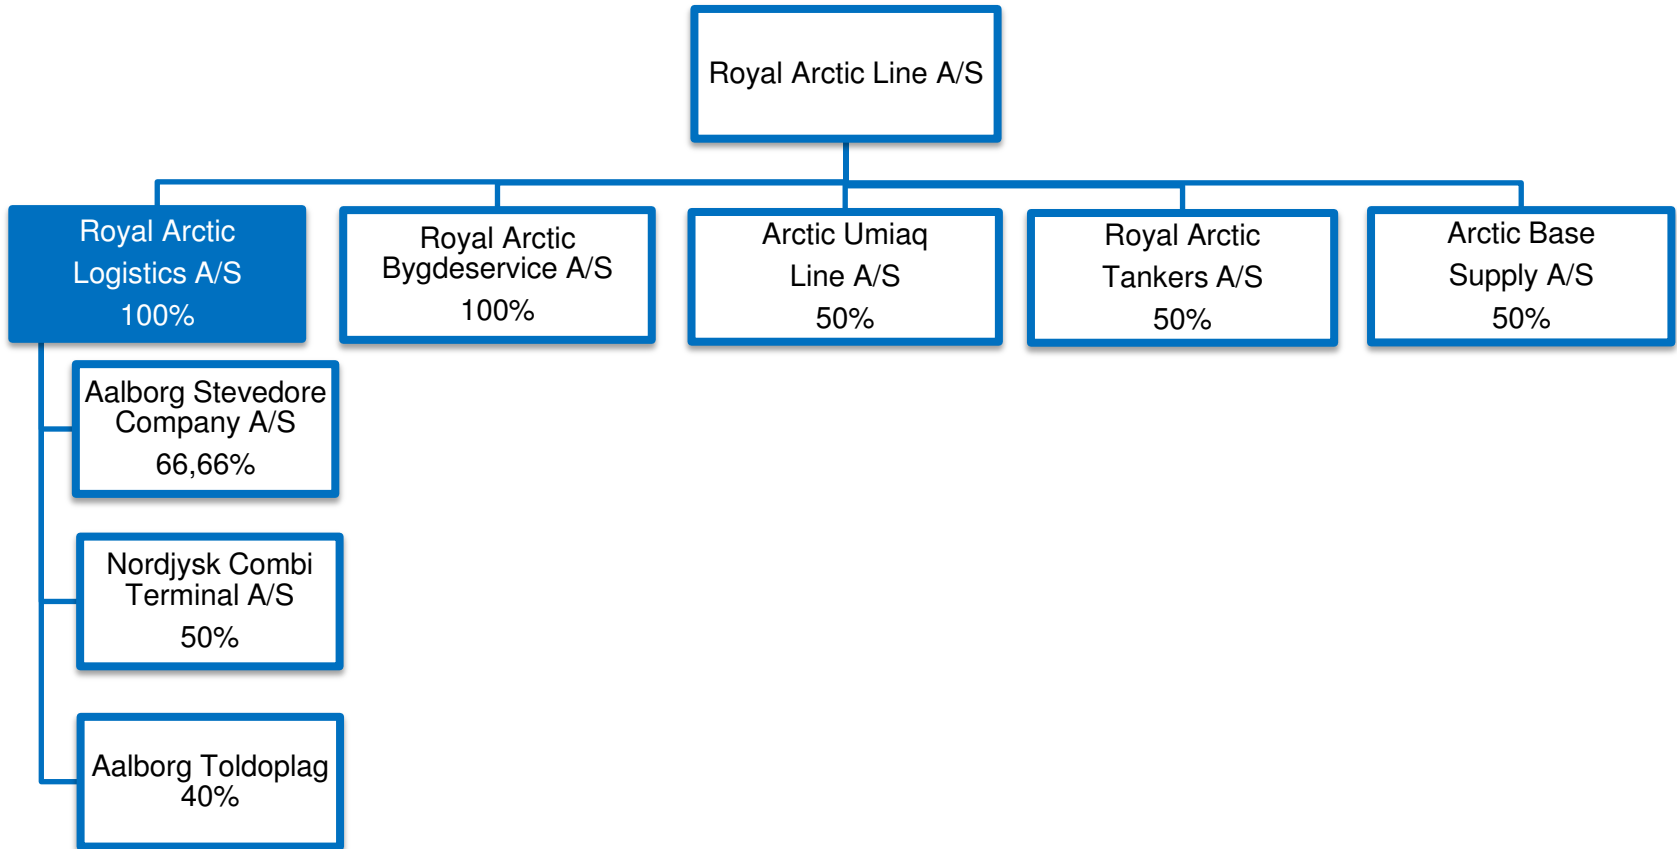 Royal Arctic Line A/S
Royal Arctic
Logistics A/S
100%
Royal Arctic
Bygdeservice A/S
100%
Arctic Umiaq
Line A/S
50%
Royal Arctic
Tankers A/S
50%
Arctic Base
Supply A/S
50%
Aalborg Stevedore
Company A/S
66,66%
Nordjysk Combi
Terminal A/S
50%
Aalborg Toldoplag
40%